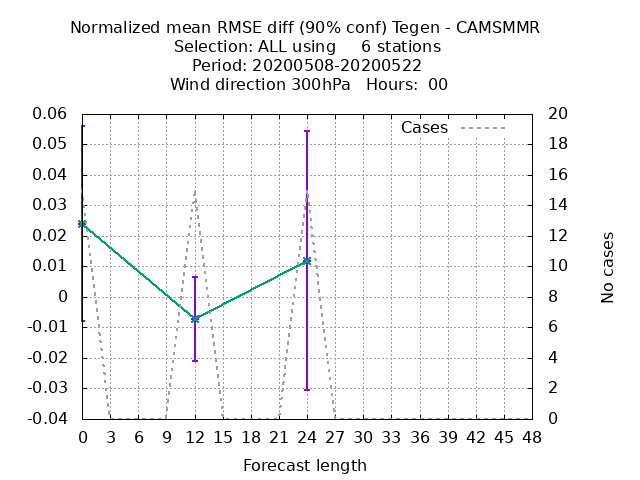 Normalized mean RMSE diff (90% conf) Tegen - CAMSMMR
Selection: ALL using     6 stations
Period: 20200508-20200522
Wind direction 300hPa   Hours:  00
Cases
0.06
0.05
0.04
0.03
0.02
0.01
0
-0.01
-0.02
-0.03
-0.04
20
18
16
14
12
10
8
6
4
2
0
No cases
0 3 6 9 12 15 18 21 24 27 30 33 36 39 42 45 48
Forecast length